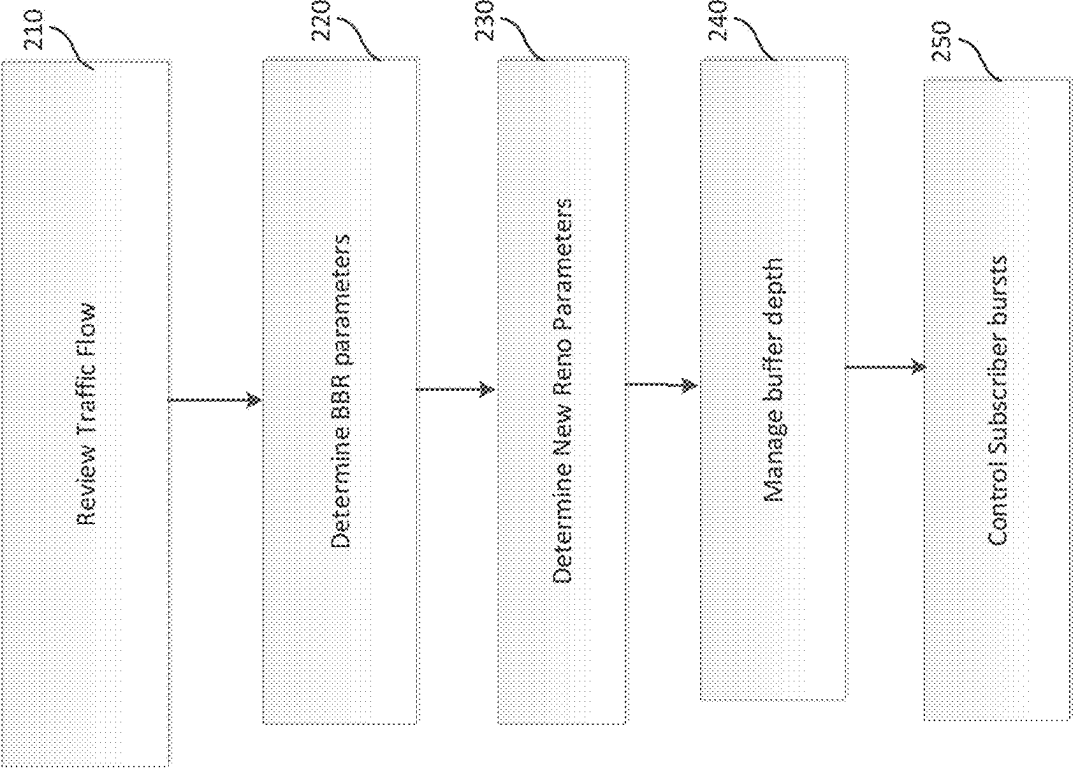 Review Traffic Flow
210
Determine BBR parameters
220
Determine New Reno Parameters
230
Manage buffer depth
240
Control Subscriber bursts
250